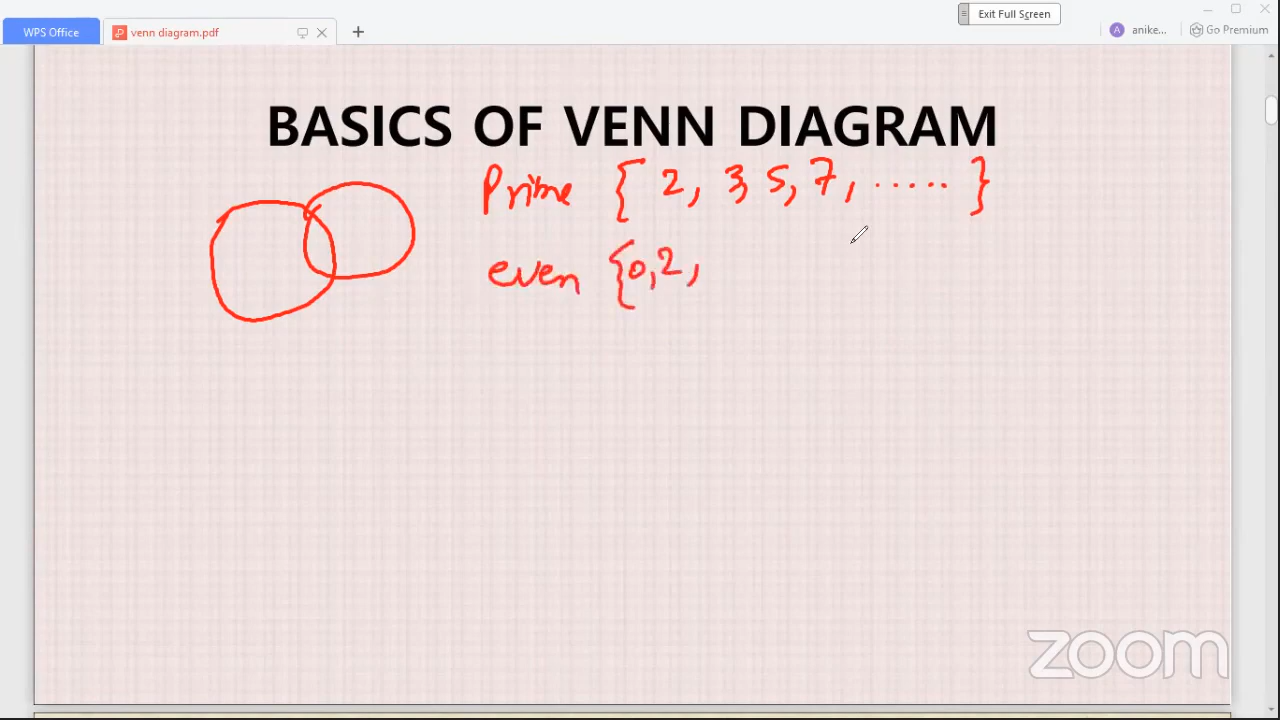 Exit Full Screen
WPS Office
venn diagram.pdf
anike...
Go Premium
BASICS OF VENN DIAGRAM
Prime { 2, 3, 5, 7, ..... }
even {0,2,
zoom